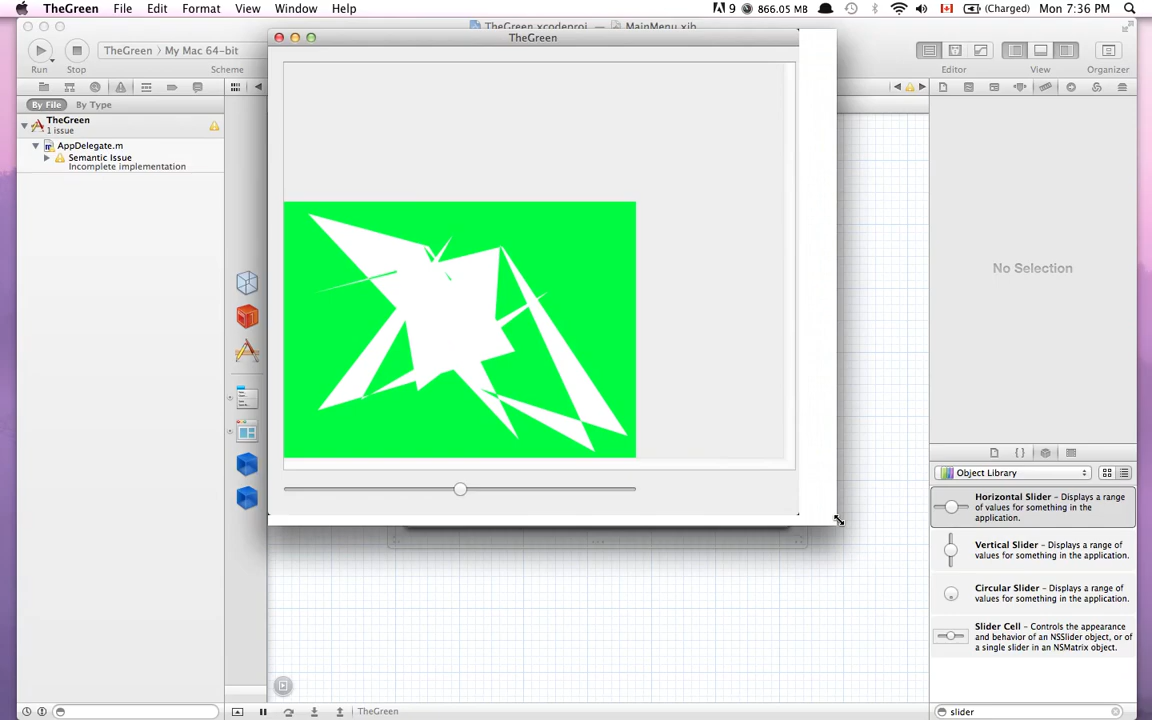 TheGreen File Edit Format View Window Help
9 866.05 MB (Charged) Mon 7:36 PM
TheGreen.xcodeproj — MainMenu.xib
TheGreen
TheGreen 〉 My Mac 64-bit
Run Stop Scheme Editor View Organizer
By File By Type
TheGreen
1 issue
AppDelegate.m
Semantic Issue
Incomplete implementation
No Selection
Object Library
Horizontal Slider – Displays a range
of values for something in the
application.
Vertical Slider – Displays a range of
values for something in the
application.
Circular Slider – Displays a range of
values for something in the
application.
Slider Cell – Controls the appearance
and behavior of an NSSlider object, or of
a single slider in an NSMatrix object.
TheGreen
slider